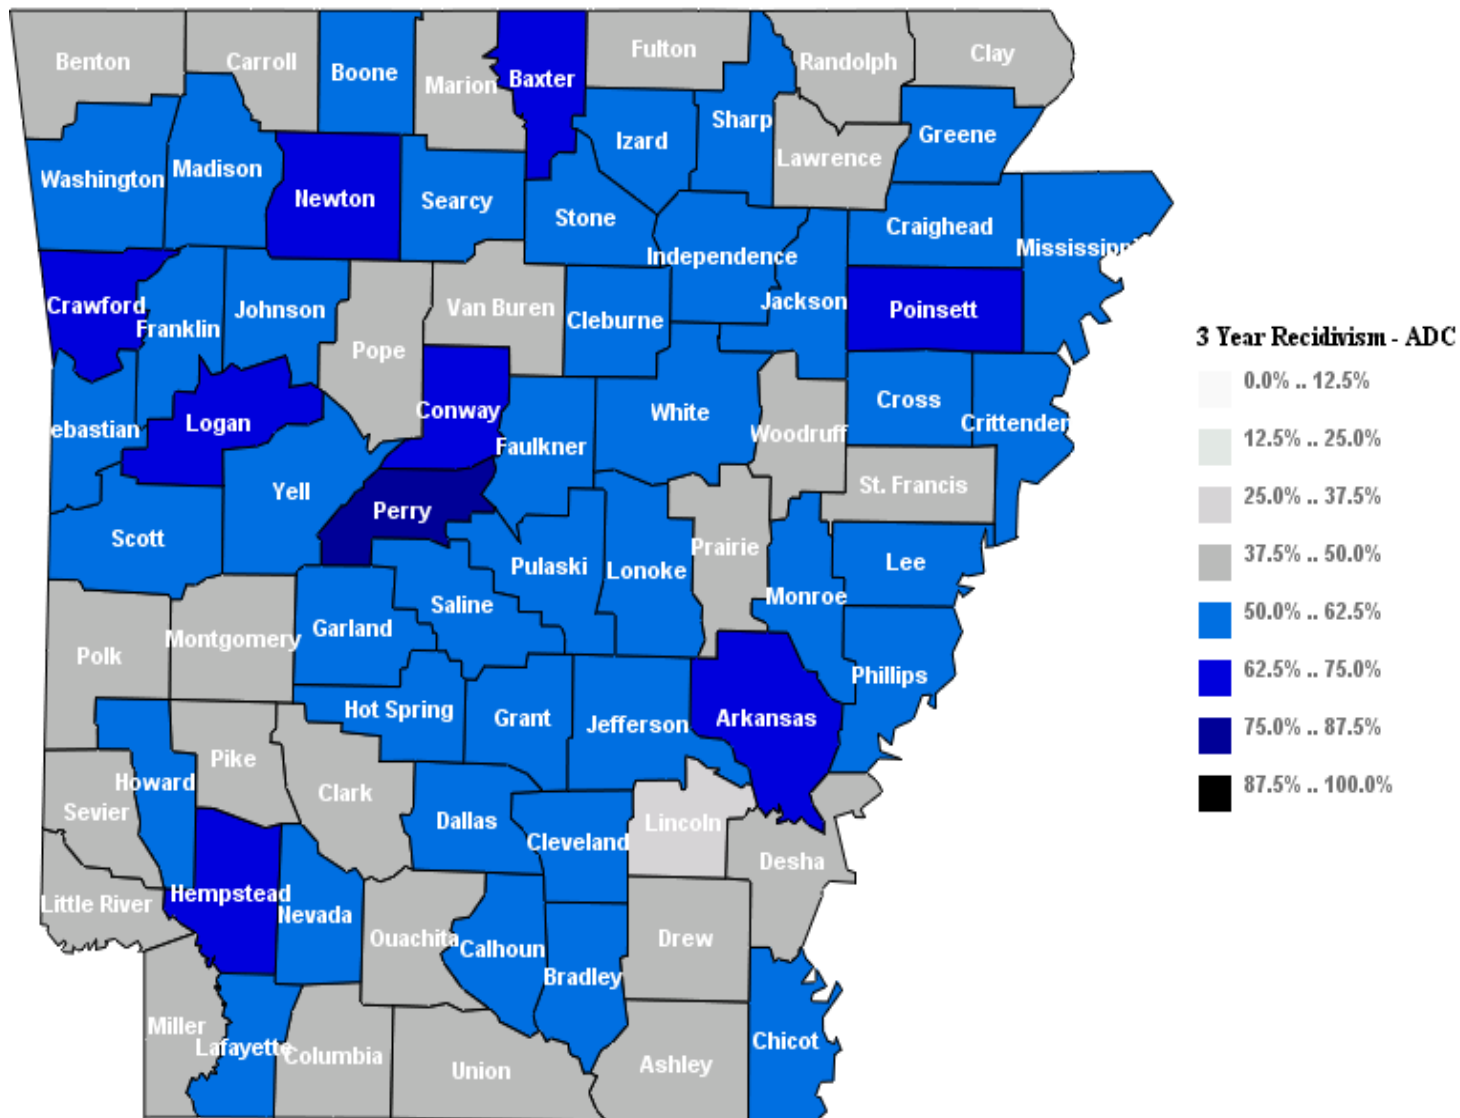 Benton
Carroll
Boone
Marion
Baxter
Fulton
Randolph
Clay
Washington
Madison
Newton
Searcy
Stone
Izard
Sharp
Lawrence
Greene
Craighead
Mississippi
Independence
Jackson
Poinsett
Crawford
Franklin
Johnson
Pope
Van Buren
Cleburne
ebastian
Logan
Conway
Faulkner
White
Woodruff
Cross
Crittenden
St. Francis
Scott
Yell
Perry
Pulaski
Lonoke
Prairie
Monroe
Lee
Phillips
Polk
Montgomery
Garland
Saline
Hot Spring
Grant
Jefferson
Arkansas
Sevier
Howard
Pike
Clark
Dallas
Cleveland
Lincoln
Desha
Little River
Hempstead
Nevada
Ouachita
Calhoun
Bradley
Drew
Miller
Lafayette
Columbia
Union
Ashley
Chicot
3 Year Recidivism - ADC
0.0% .. 12.5%
12.5% .. 25.0%
25.0% .. 37.5%
37.5% .. 50.0%
50.0% .. 62.5%
62.5% .. 75.0%
75.0% .. 87.5%
87.5% .. 100.0%